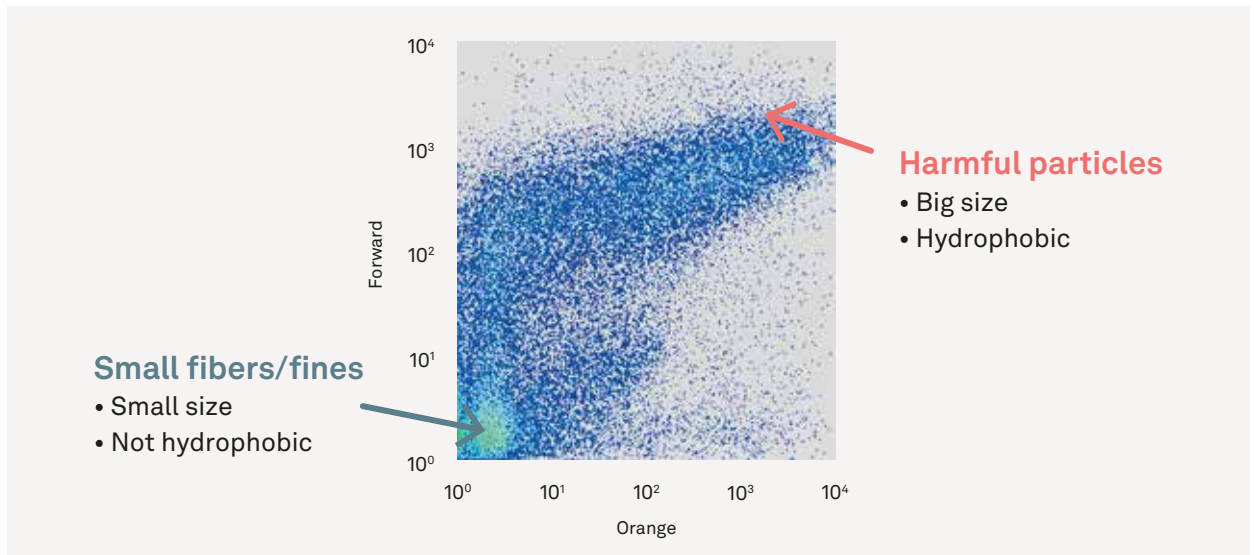 10⁴
10³
10²
10¹
10⁰
Forward
10⁰ 10¹ 10² 10³ 10⁴
Orange
Harmful particles
• Big size
• Hydrophobic
Small fibers/fines
• Small size
• Not hydrophobic